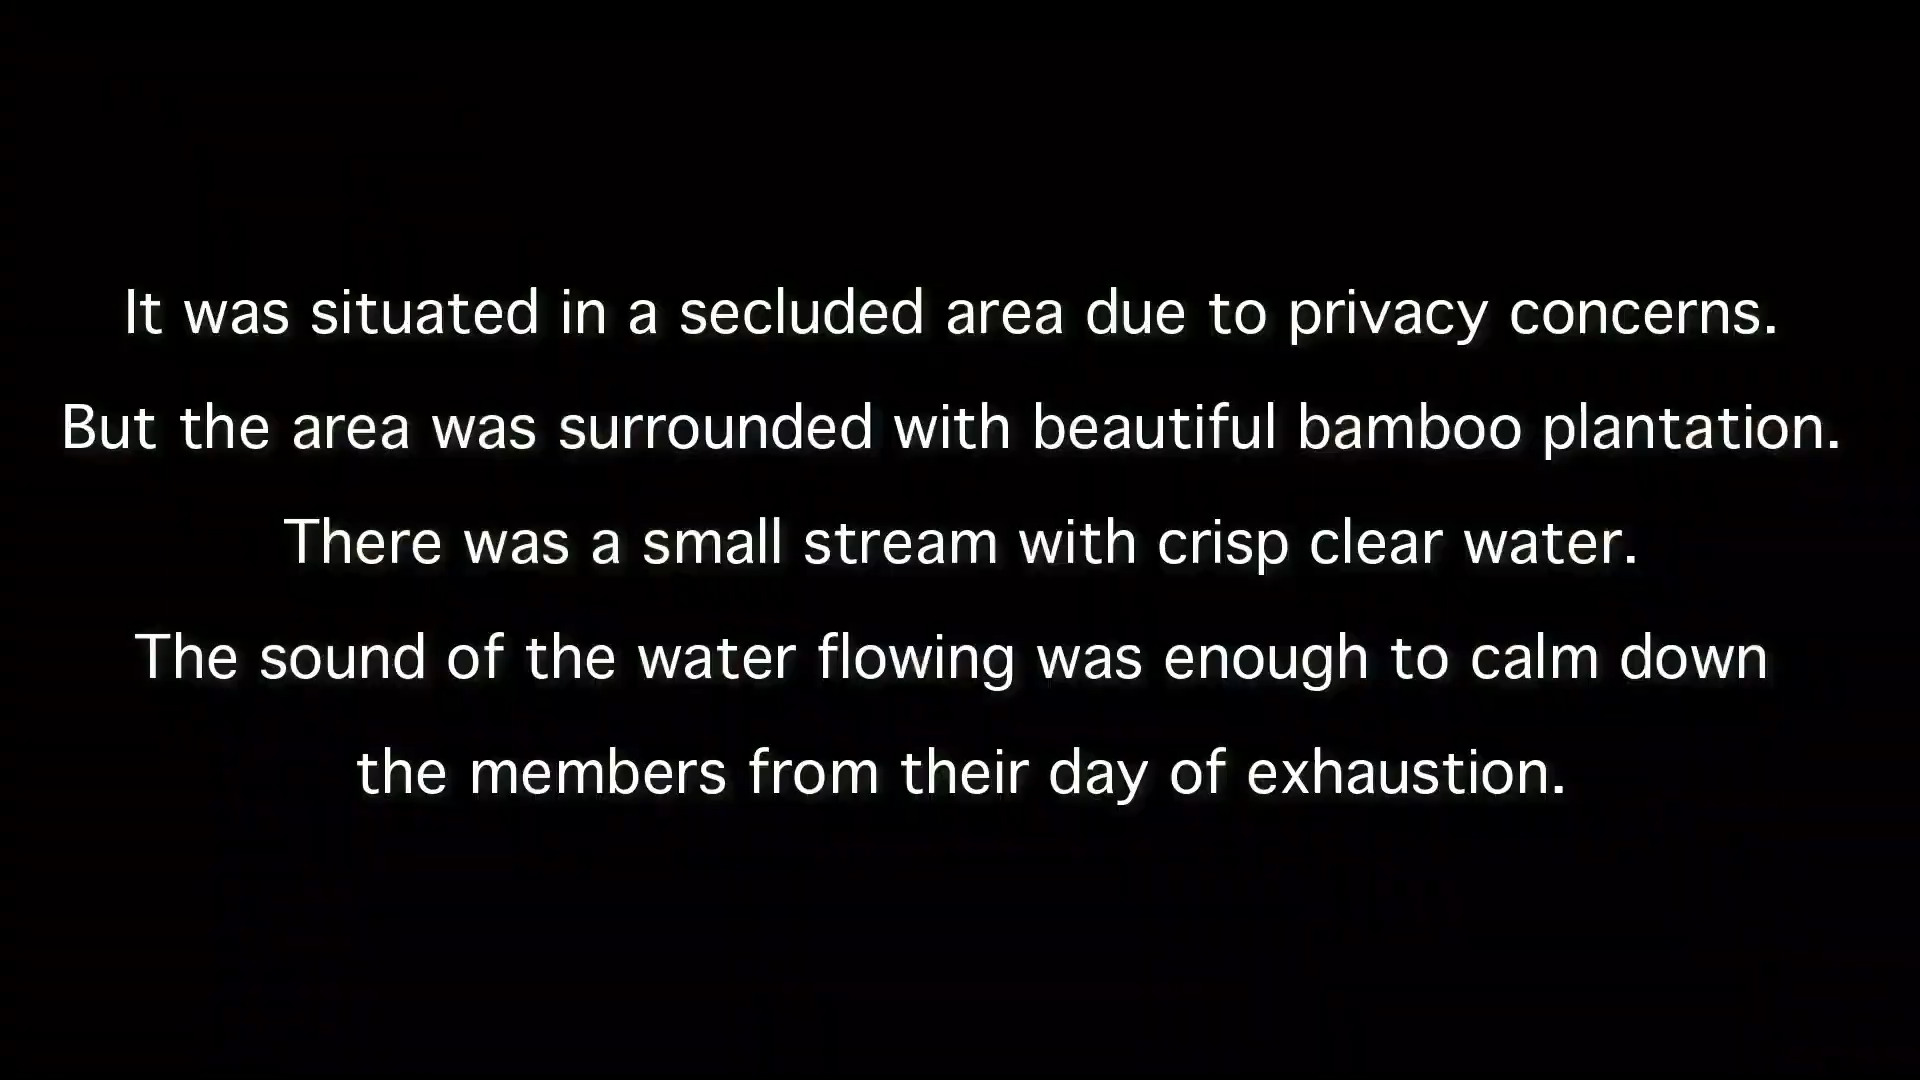 It was situated in a secluded area due to privacy concerns.
But the area was surrounded with beautiful bamboo plantation.
There was a small stream with crisp clear water.
The sound of the water flowing was enough to calm down
the members from their day of exhaustion.